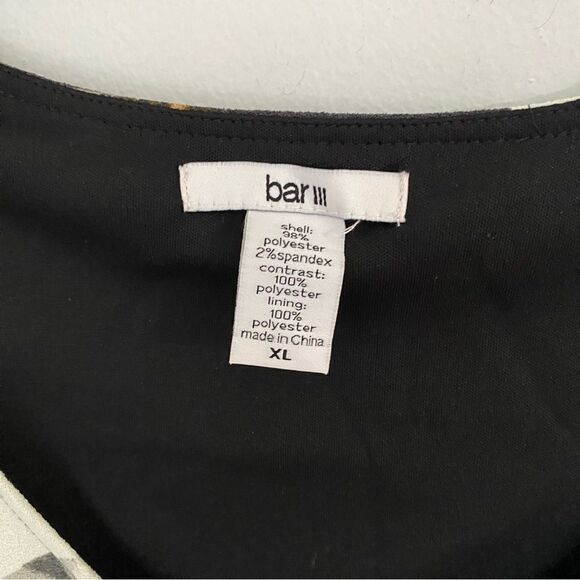 bar III
shell:
98%
polyester
2%spandex
contrast:
100%
polyester
lining:
100%
polyester
made in China
XL